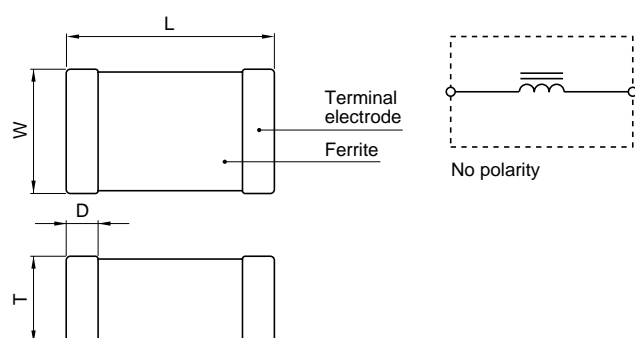 L
W
Terminal
electrode
Ferrite
No polarity
D
T